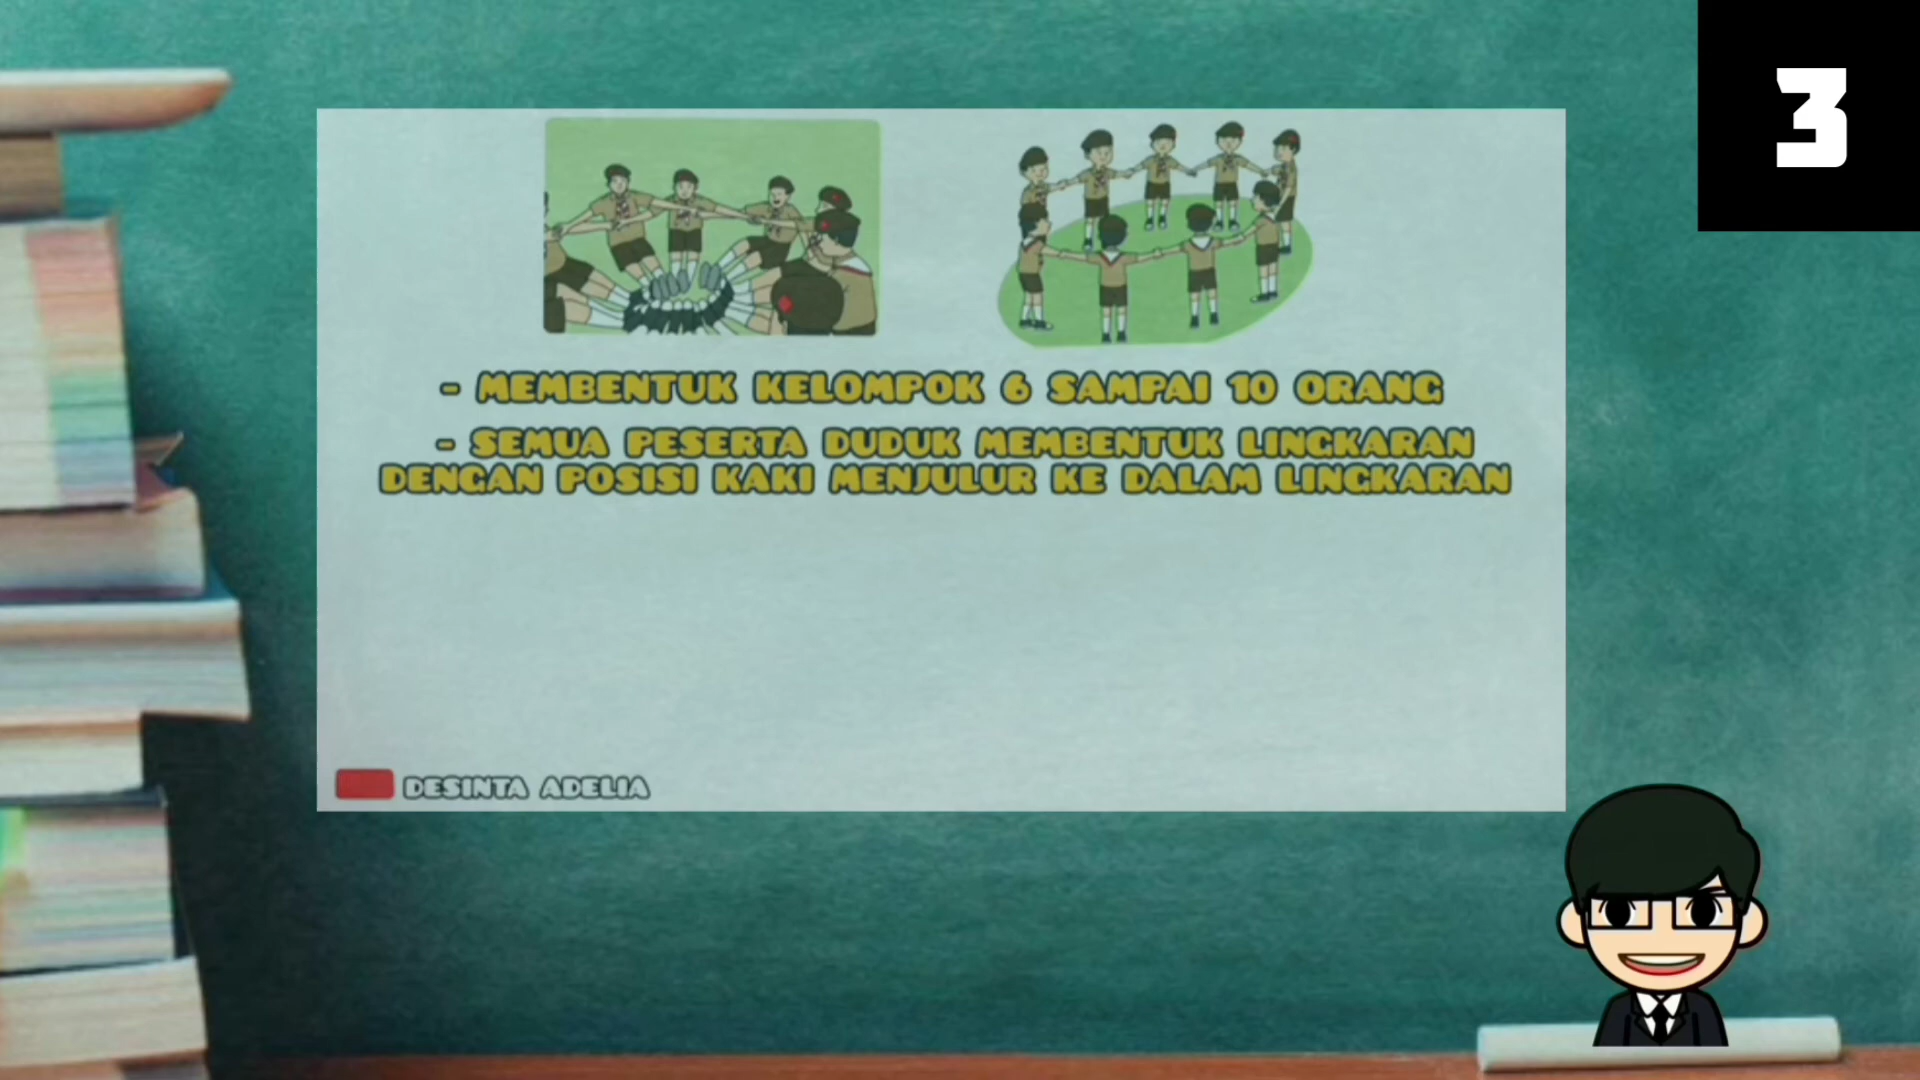 3
- MEMBENTUK KELOMPOK 6 SAMPAI 10 ORANG
- SEMUA PESERTA DUDUK MEMBENTUK LINGKARAN
DENGAN POSISI KAKI MENJULUR KE DALAM LINGKARAN
DESINTA ADELIA